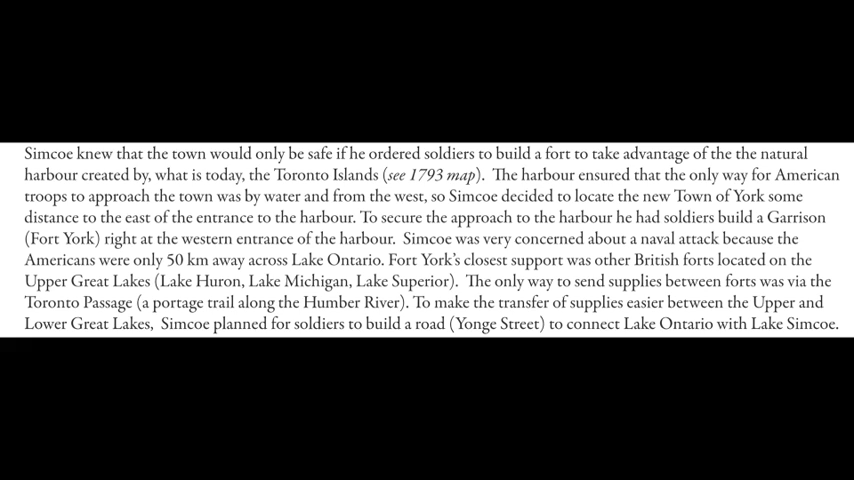 Simcoe knew that the town would only be safe if he ordered soldiers to build a fort to take advantage of the the natural
harbour created by, what is today, the Toronto Islands (see 1793 map).  The harbour ensured that the only way for American
troops to approach the town was by water and from the west, so Simcoe decided to locate the new Town of York some
distance to the east of the entrance to the harbour. To secure the approach to the harbour he had soldiers build a Garrison
(Fort York) right at the western entrance of the harbour.  Simcoe was very concerned about a naval attack because the
Americans were only 50 km away across Lake Ontario. Fort York's closest support was other British forts located on the
Upper Great Lakes (Lake Huron, Lake Michigan, Lake Superior).  The only way to send supplies between forts was via the
Toronto Passage (a portage trail along the Humber River). To make the transfer of supplies easier between the Upper and
Lower Great Lakes,  Simcoe planned for soldiers to build a road (Yonge Street) to connect Lake Ontario with Lake Simcoe.